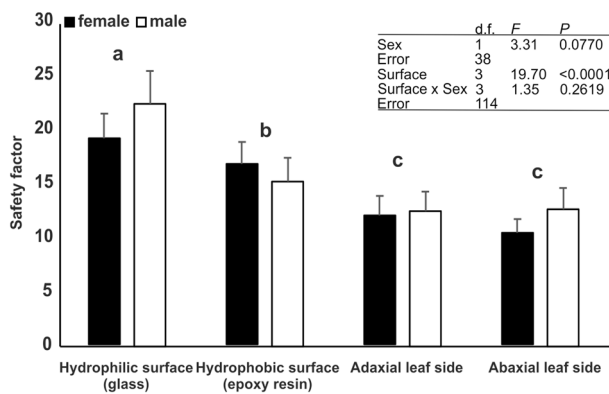 30
female male
d.f. F P
Sex 1 3.31 0.0770
Error 38
Surface 3 19.70 <0.0001
Surface x Sex 3 1.35 0.2619
Error 114
a
25
b
20
c
c
15
10
5
0
Safety factor
Hydrophilic surface Hydrophobic surface Adaxial leaf side Abaxial leaf side
(glass) (epoxy resin)